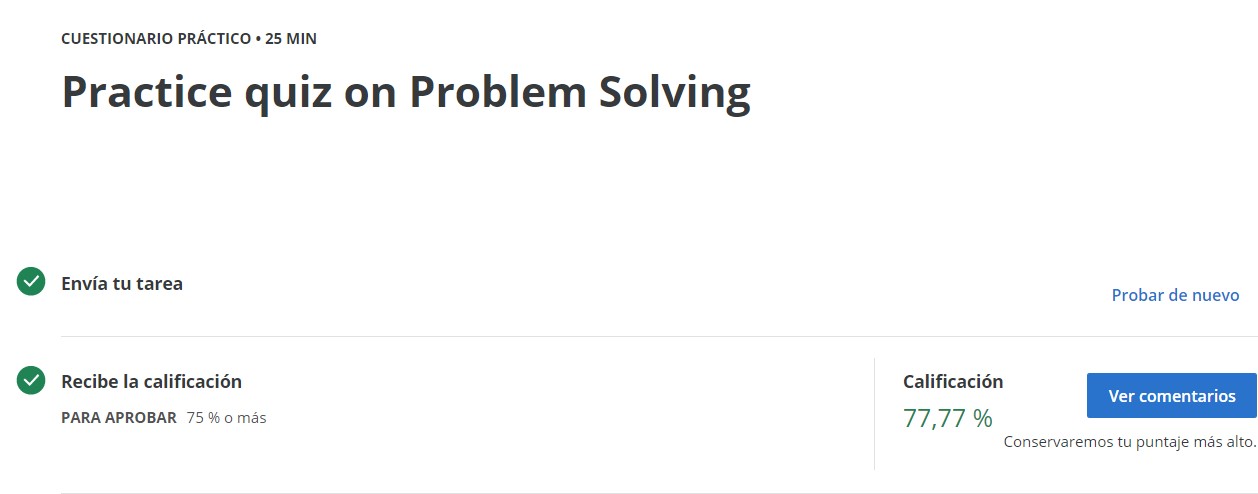 CUESTIONARIO PRÁCTICO • 25 MIN
Practice quiz on Problem Solving
Envía tu tarea
Probar de nuevo
Recibe la calificación
PARA APROBAR 75 % o más
Calificación
77,77 %
Ver comentarios
Conservaremos tu puntaje más alto.